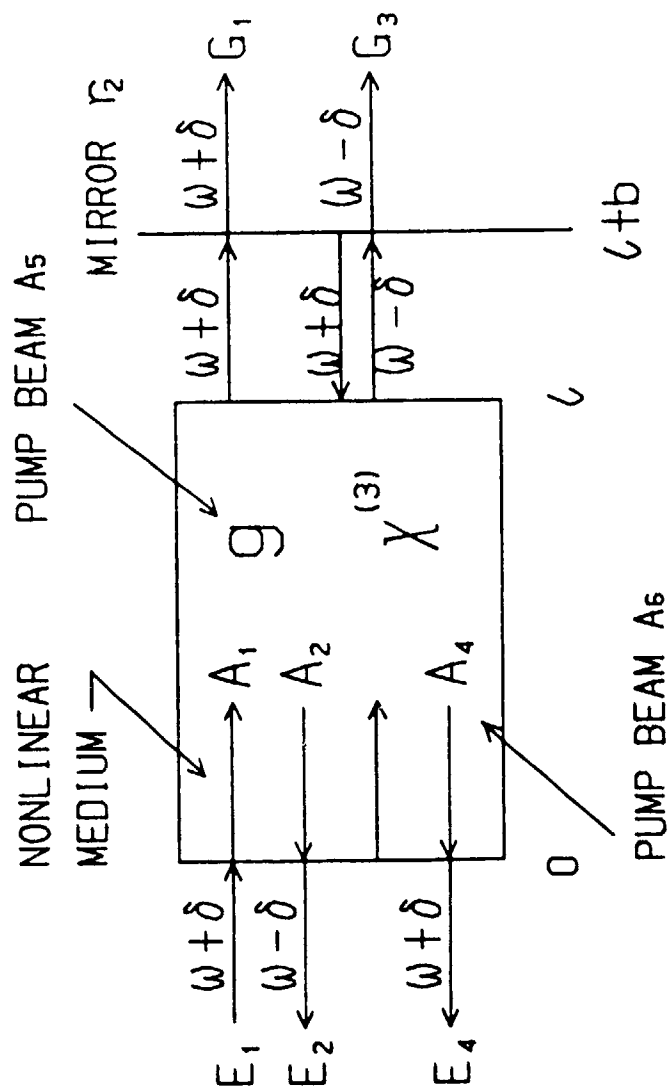 NONLINEAR
MEDIUM
PUMP BEAM A₅
MIRROR r₂
E₁
ω+δ
A₁
g
ω+δ
ω+δ
G₁
E₂
ω-δ
A₂
ω+δ
χ⁽³⁾
ω-δ
ω-δ
G₃
E₄
ω+δ
A₄
0
PUMP BEAM A₆
ℓ
ℓ+b